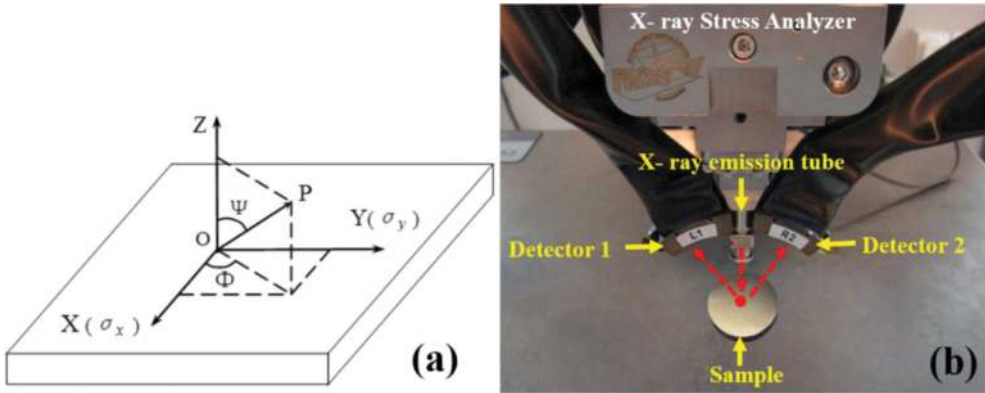 Z
P
Ψ
O
Y(σy)
Φ
X(σx)
(a)
X- ray Stress Analyzer
X- ray emission tube
L1
R2
Detector 1
Detector 2
Sample
(b)